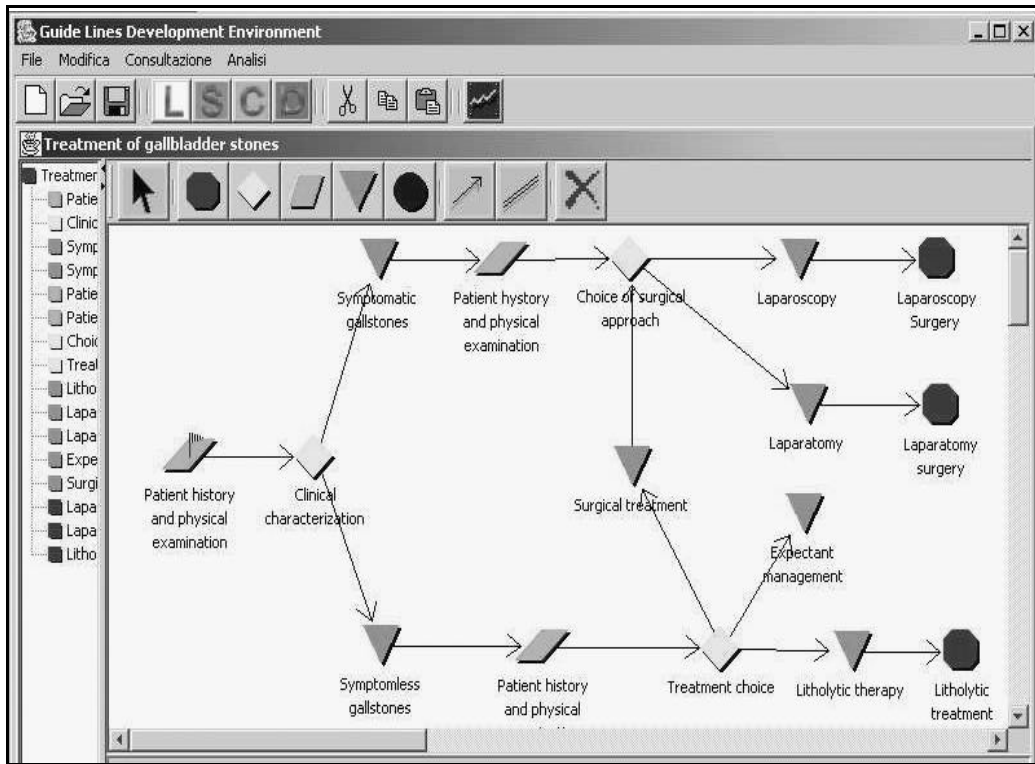 Guide Lines Development Environment
File Modifica Consultazione Analisi
L S C D
Treatment of gallbladder stones
Treatmen
Patie
Clinic
Symp
Symp
Patie
Patie
Choic
Treat
Litho
Lapa
Lapa
Expe
Surgi
Lapa
Lapa
Litho
Symptomatic
gallstones
Patient hystory
and physical
examination
Choice of surgical
approach
Laparoscopy
Laparoscopy
Surgery
Laparatomy
Laparatomy
surgery
Patient history
and physical
examination
Clinical
characterization
Surgical treatment
Expectant
management
Symptomless
gallstones
Patient history
and physical
Treatment choice
Litholytic therapy
Litholytic
treatment